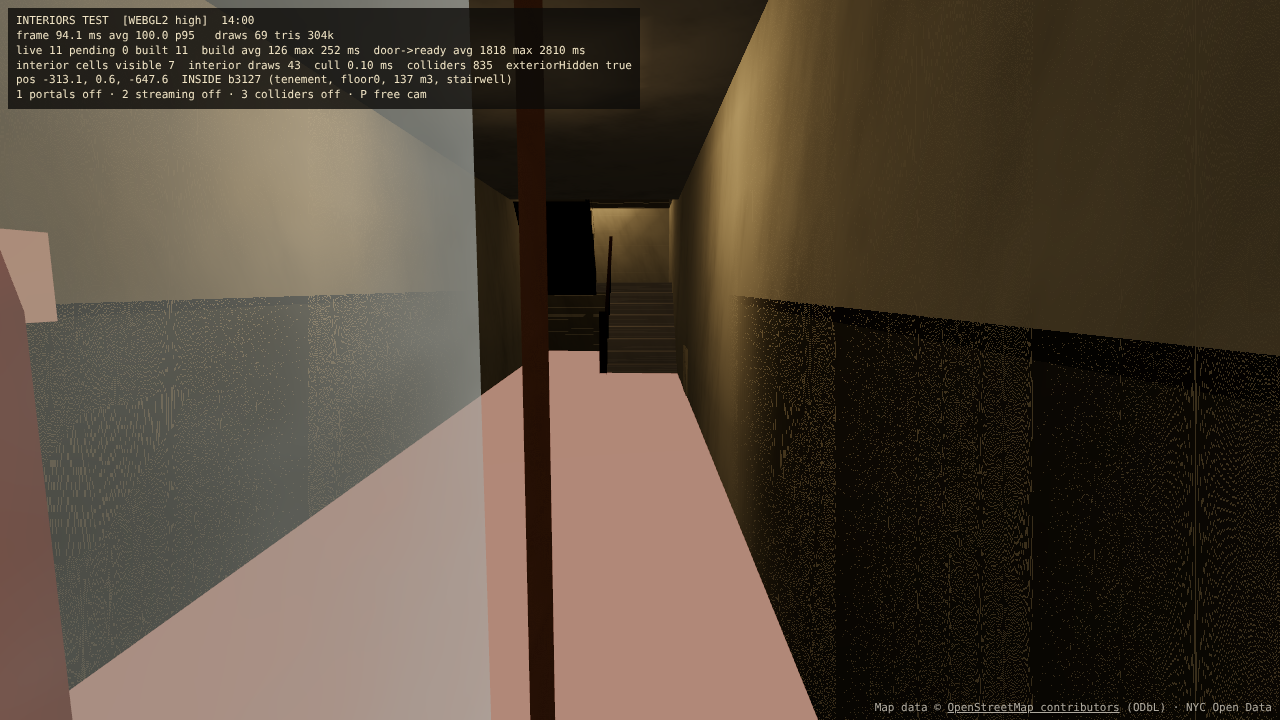 INTERIORS TEST  [WEBGL2 high]  14:00
frame 94.1 ms avg 100.0 p95   draws 69 tris 304k
live 11 pending 0 built 11  build avg 126 max 252 ms  door->ready avg 1818 max 2810 ms
interior cells visible 7  interior draws 43  cull 0.10 ms  colliders 835  exteriorHidden true
pos -313.1, 0.6, -647.6  INSIDE b3127 (tenement, floor0, 137 m3, stairwell)
1 portals off · 2 streaming off · 3 colliders off · P free cam
Map data © OpenStreetMap contributors (ODbL) · NYC Open Data